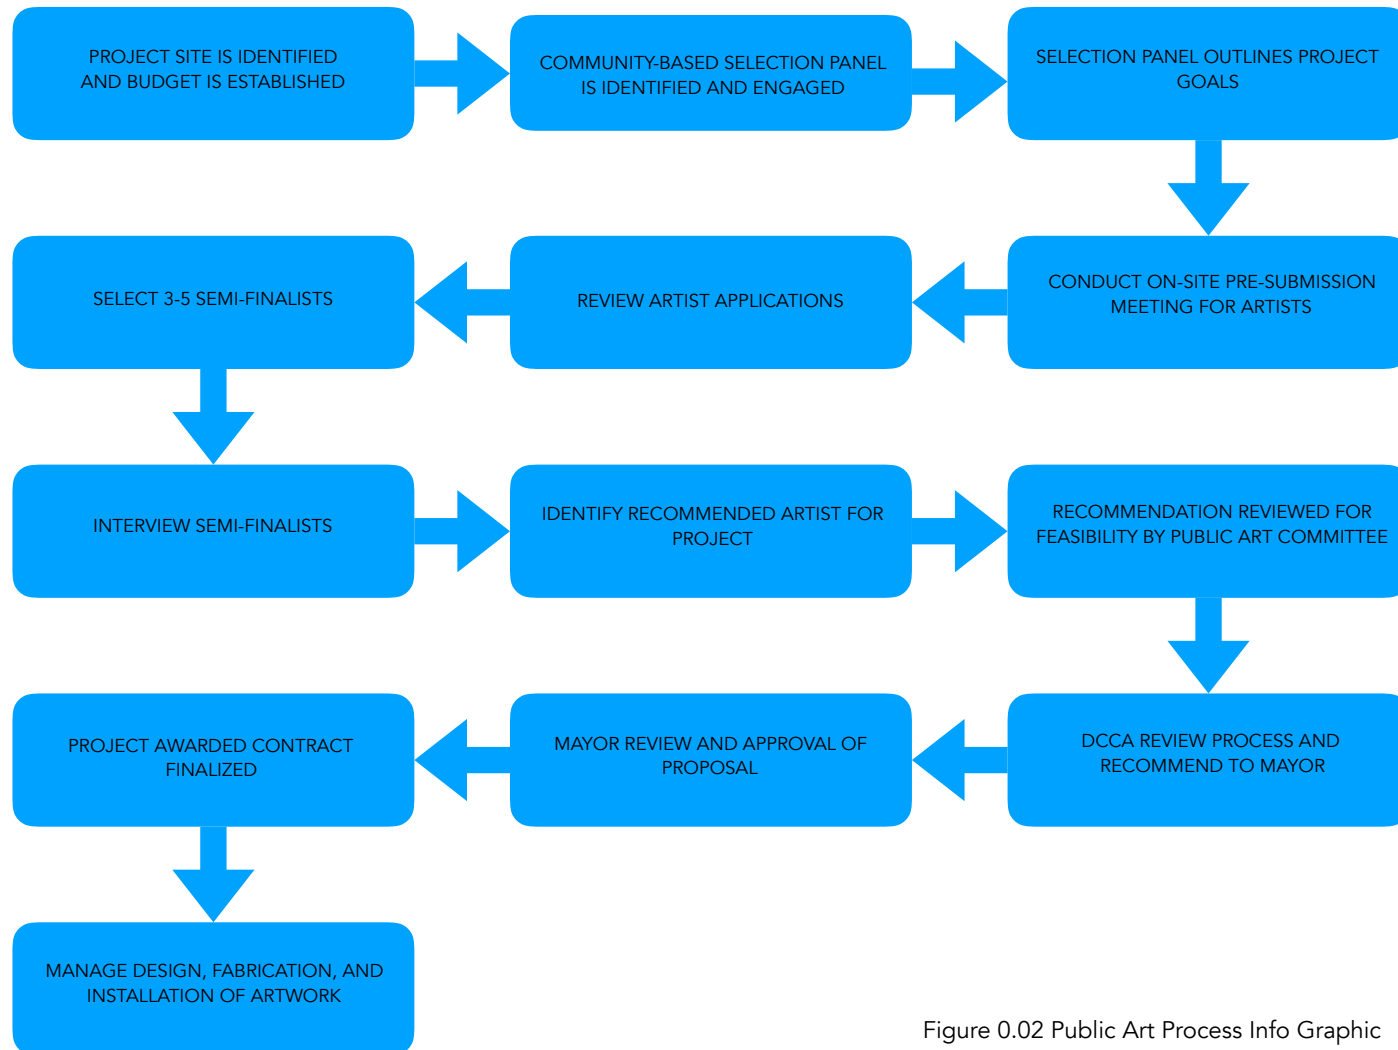 PROJECT SITE IS IDENTIFIED
AND BUDGET IS ESTABLISHED
COMMUNITY-BASED SELECTION PANEL
IS IDENTIFIED AND ENGAGED
SELECTION PANEL OUTLINES PROJECT
GOALS
CONDUCT ON-SITE PRE-SUBMISSION
MEETING FOR ARTISTS
REVIEW ARTIST APPLICATIONS
SELECT 3-5 SEMI-FINALISTS
INTERVIEW SEMI-FINALISTS
IDENTIFY RECOMMENDED ARTIST FOR
PROJECT
RECOMMENDATION REVIEWED FOR
FEASIBILITY BY PUBLIC ART COMMITTEE
DCCA REVIEW PROCESS AND
RECOMMEND TO MAYOR
MAYOR REVIEW AND APPROVAL OF
PROPOSAL
PROJECT AWARDED CONTRACT
FINALIZED
MANAGE DESIGN, FABRICATION, AND
INSTALLATION OF ARTWORK
Figure 0.02 Public Art Process Info Graphic